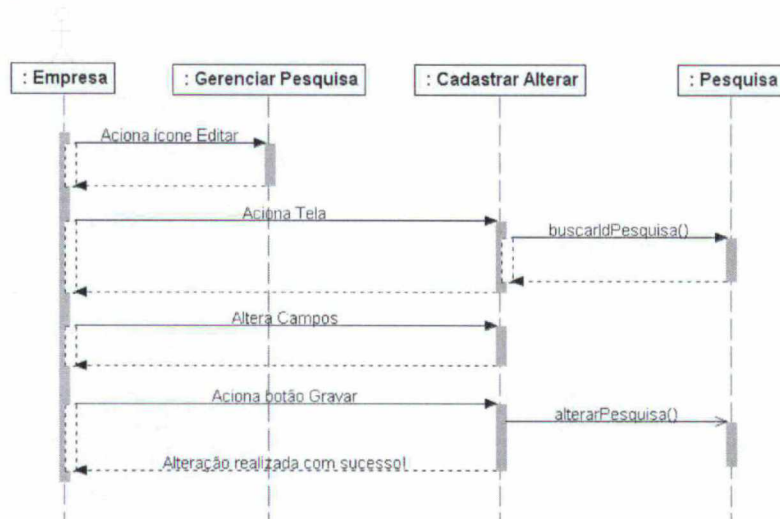 : Empresa
: Gerenciar Pesquisa
: Cadastrar Alterar
: Pesquisa
Aciona ícone Editar
Aciona Tela
buscarIdPesquisa()
Altera Campos
Aciona botão Gravar
alterarPesquisa()
Alteração realizada com sucesso!